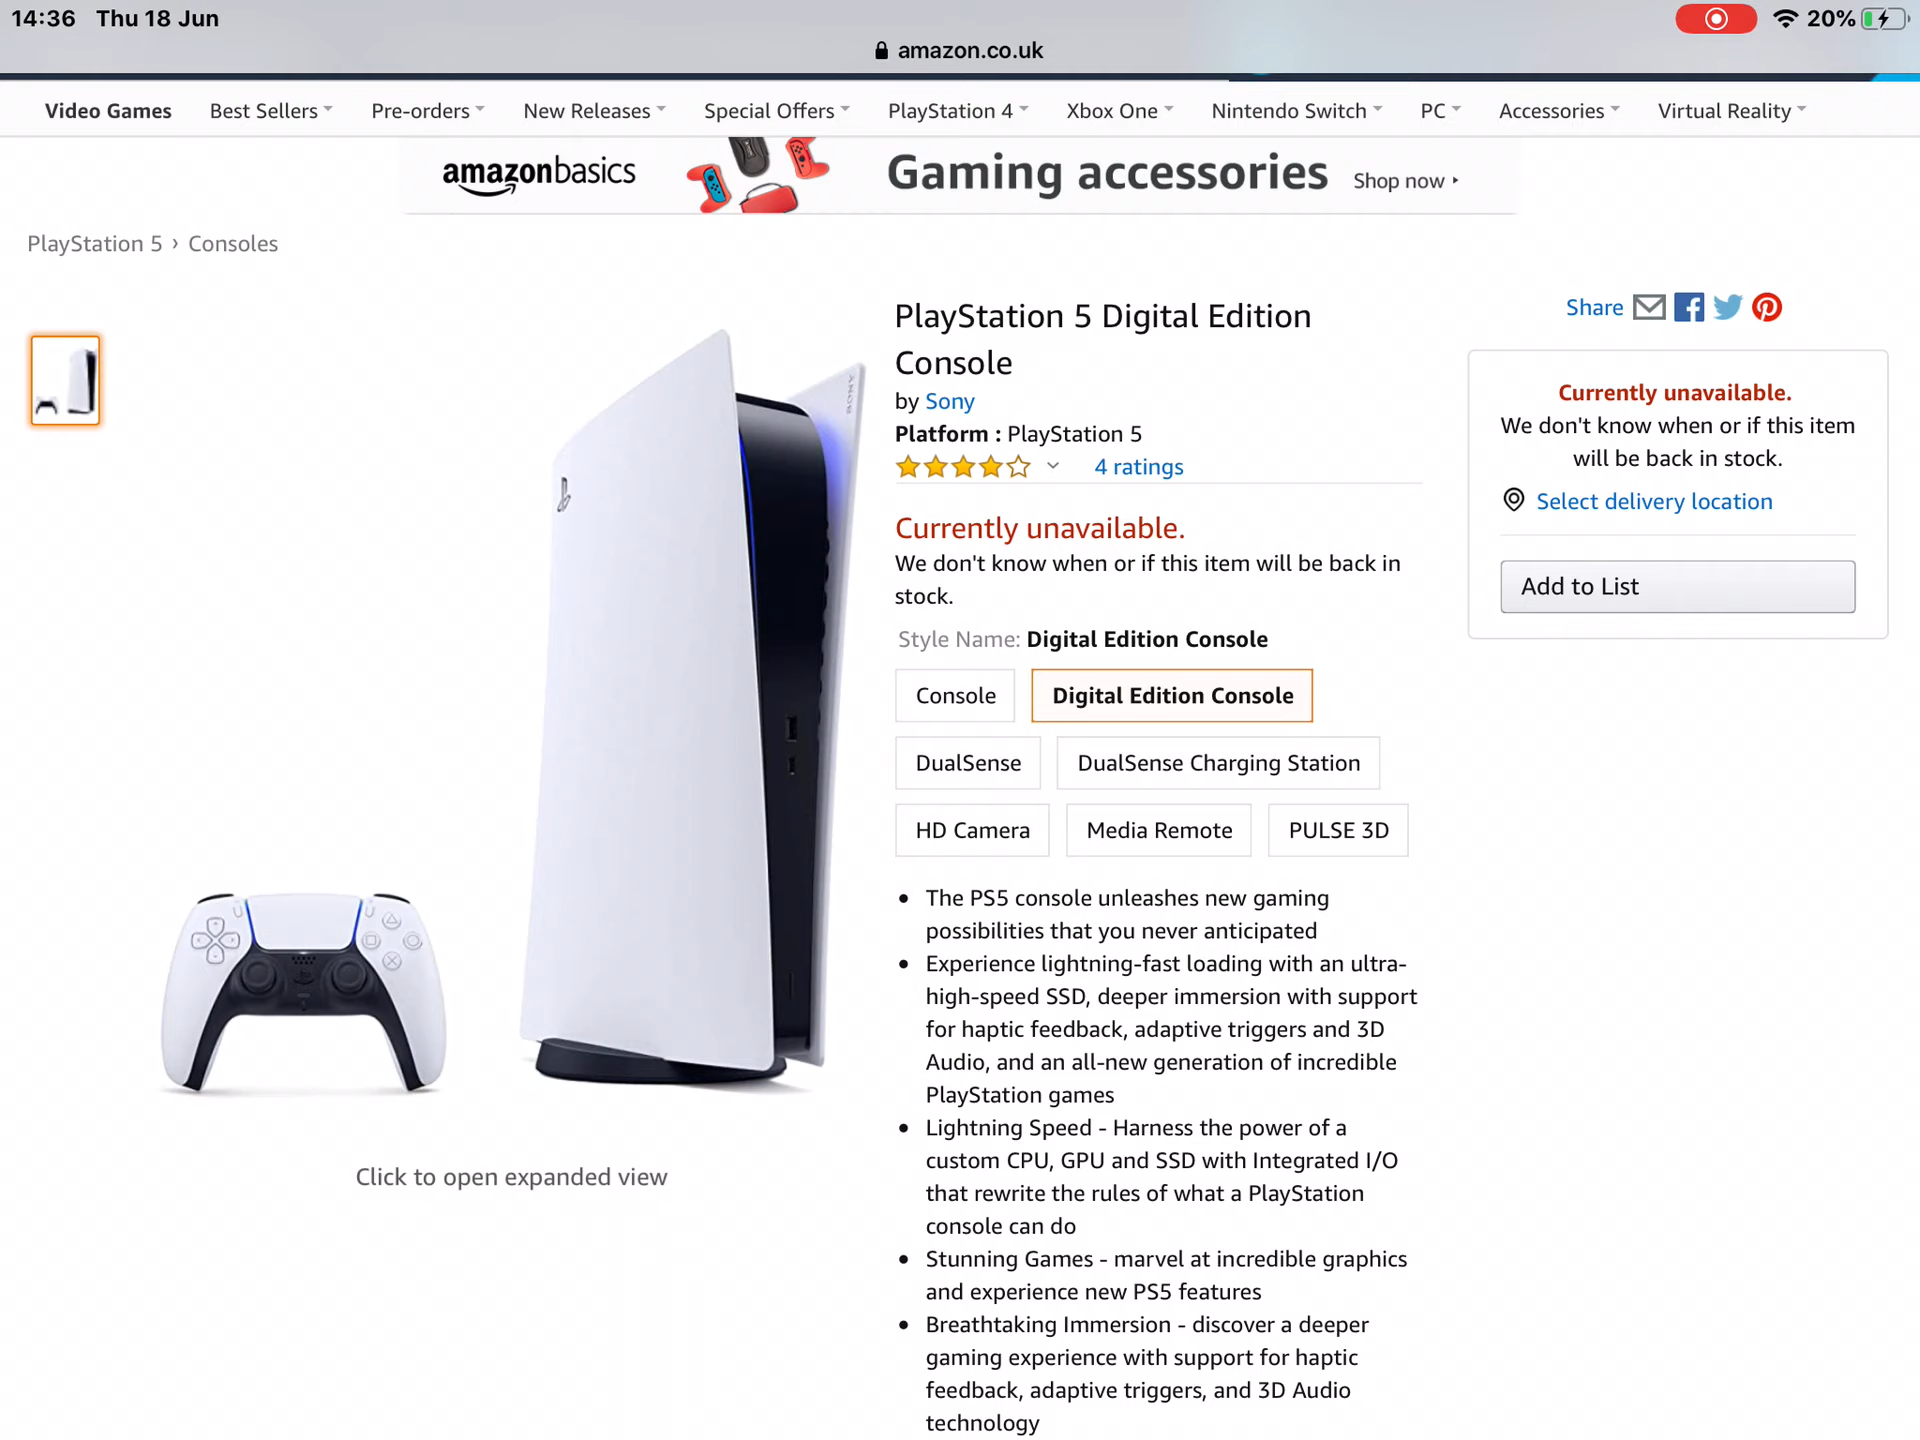 14:36 Thu 18 Jun
20%
amazon.co.uk
Video Games Best Sellers Pre-orders New Releases Special Offers PlayStation 4 Xbox One Nintendo Switch PC Accessories Virtual Reality
amazonbasics Gaming accessories Shop now
PlayStation 5 › Consoles
SONY
PlayStation 5 Digital Edition
Console
by Sony
Platform : PlayStation 5
4 ratings
Currently unavailable.
We don't know when or if this item will be back in
stock.
Style Name: Digital Edition Console
Console Digital Edition Console
DualSense DualSense Charging Station
HD Camera Media Remote PULSE 3D
• The PS5 console unleashes new gaming
possibilities that you never anticipated
• Experience lightning-fast loading with an ultra-
high-speed SSD, deeper immersion with support
for haptic feedback, adaptive triggers and 3D
Audio, and an all-new generation of incredible
PlayStation games
• Lightning Speed - Harness the power of a
custom CPU, GPU and SSD with Integrated I/O
that rewrite the rules of what a PlayStation
console can do
• Stunning Games - marvel at incredible graphics
and experience new PS5 features
• Breathtaking Immersion - discover a deeper
gaming experience with support for haptic
feedback, adaptive triggers, and 3D Audio
technology
Share
Currently unavailable.
We don't know when or if this item
will be back in stock.
Select delivery location
Add to List
Click to open expanded view